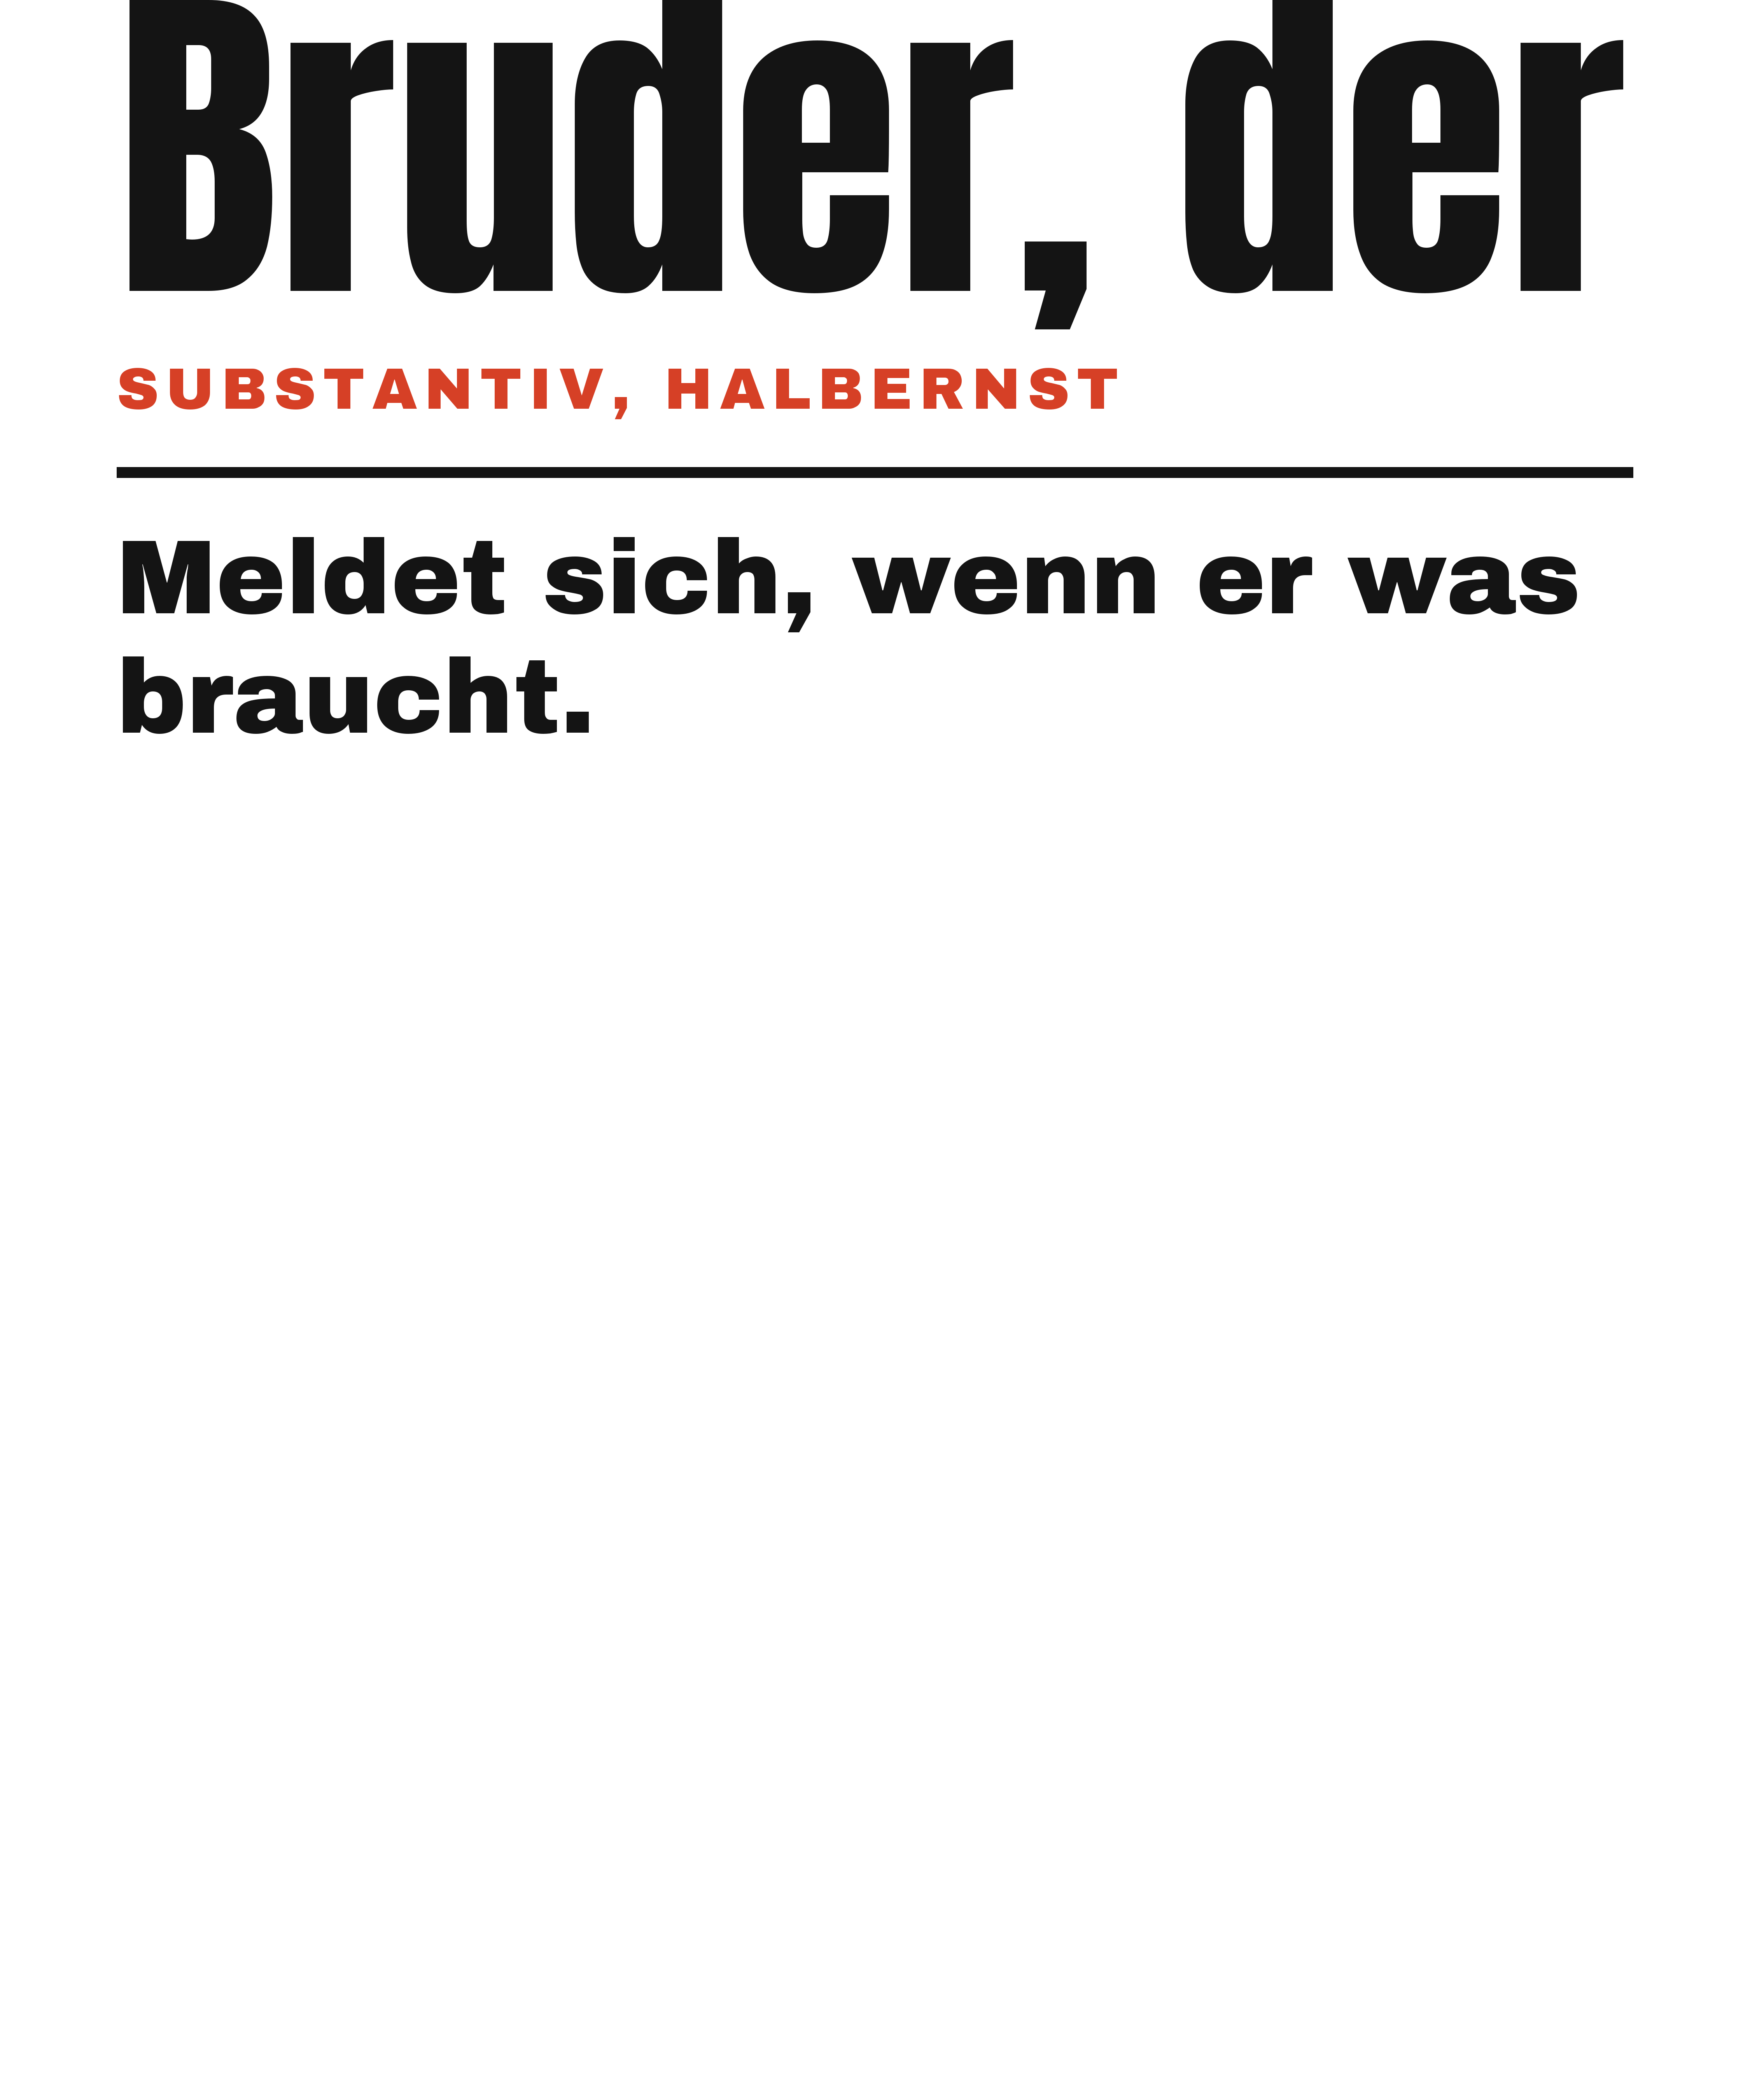 Bruder, der
SUBSTANTIV, HALBERNST
Meldet sich, wenn er was
braucht.